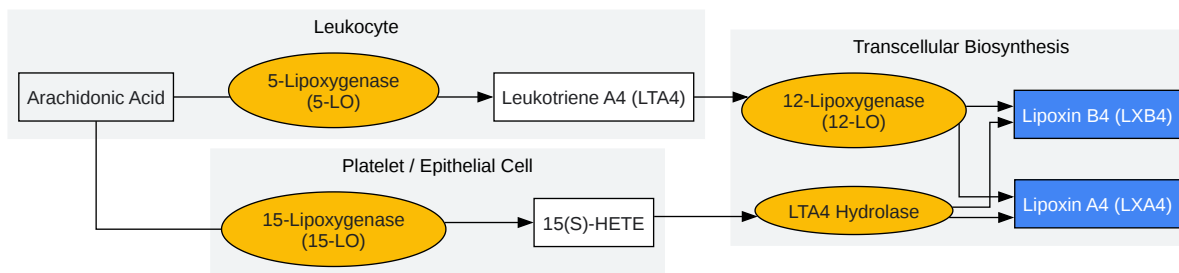 Leukocyte
Transcellular Biosynthesis
Arachidonic Acid
5-Lipoxygenase
(5-LO)
Leukotriene A4 (LTA4)
12-Lipoxygenase
(12-LO)
Lipoxin B4 (LXB4)
Platelet / Epithelial Cell
15-Lipoxygenase
(15-LO)
15(S)-HETE
LTA4 Hydrolase
Lipoxin A4 (LXA4)